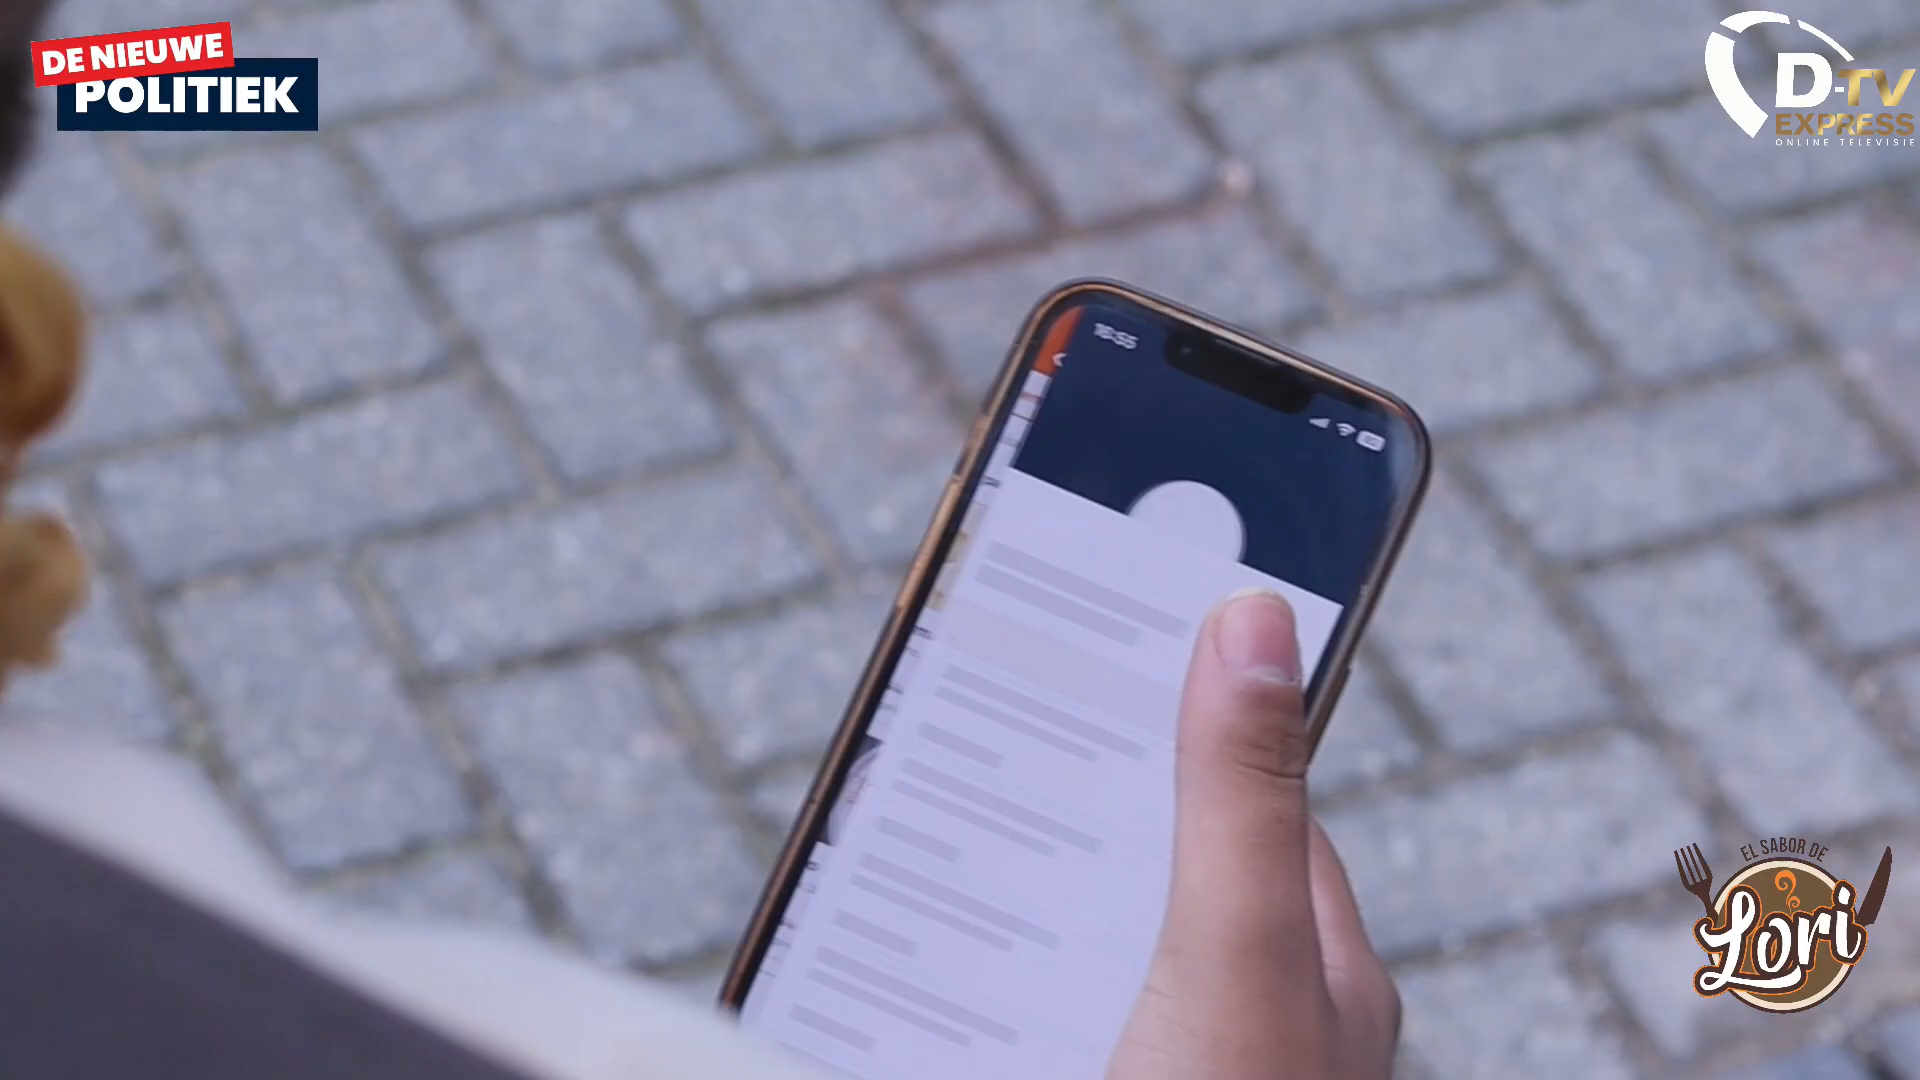 DE NIEUWE
POLITIEK
D-TV
EXPRESS
ONLINE TELEVISIE
EL SABOR DE
Lori